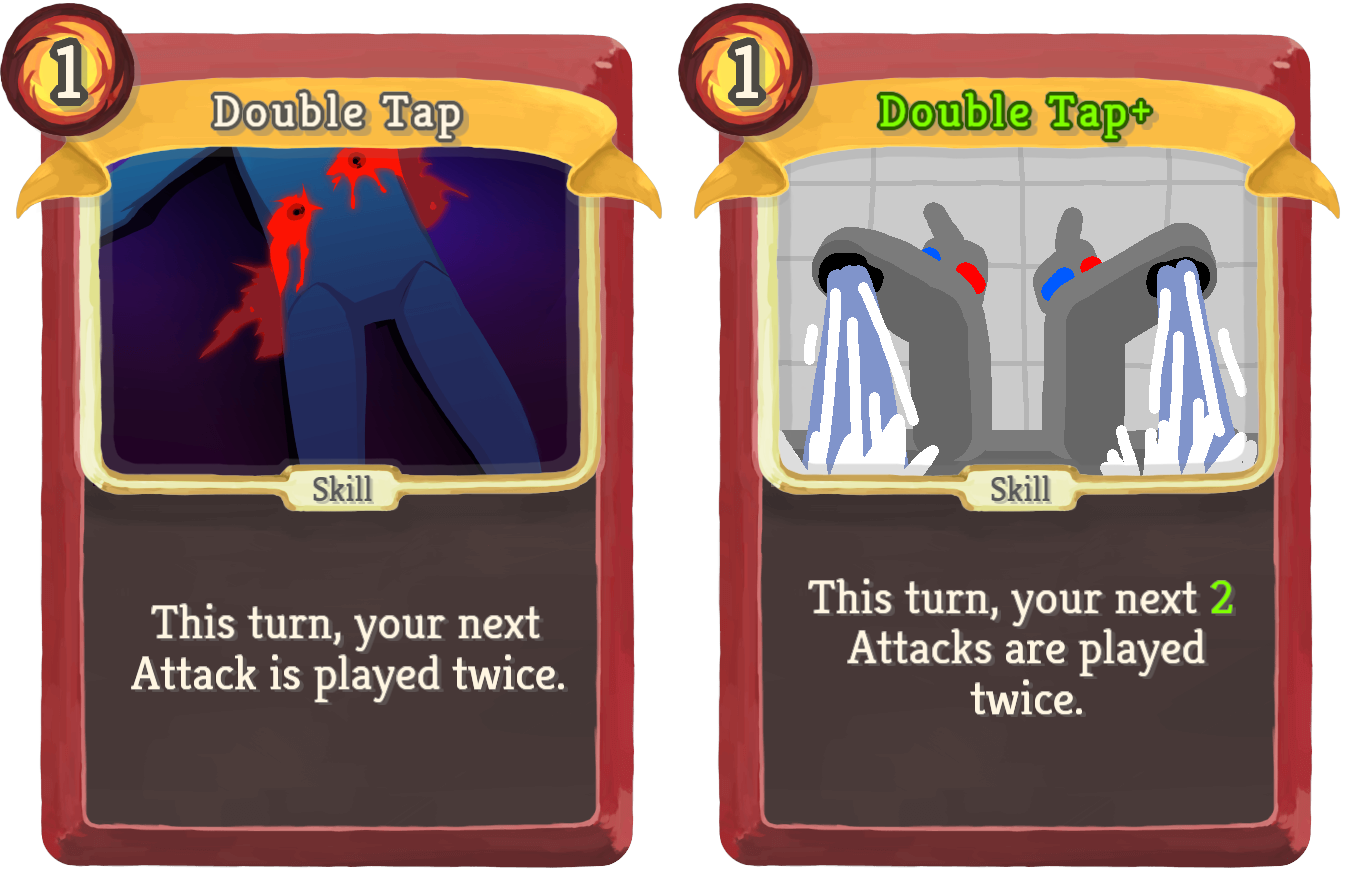 1
Double Tap
Skill
This turn, your next
Attack is played twice.
1
Double Tap+
Skill
This turn, your next 2
Attacks are played
twice.